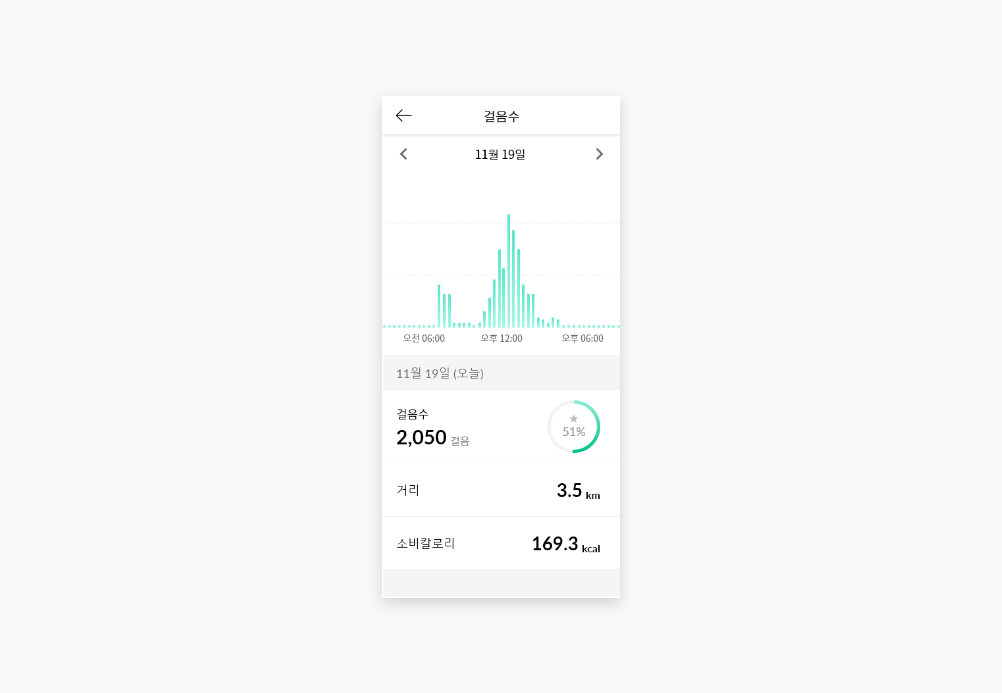 걸음수
11월 19일
오전 06:00 오후 12:00 오후 06:00
11월 19일 (오늘)
걸음수
2,050 걸음
51%
거리 3.5 km
소비칼로리 169.3 kcal